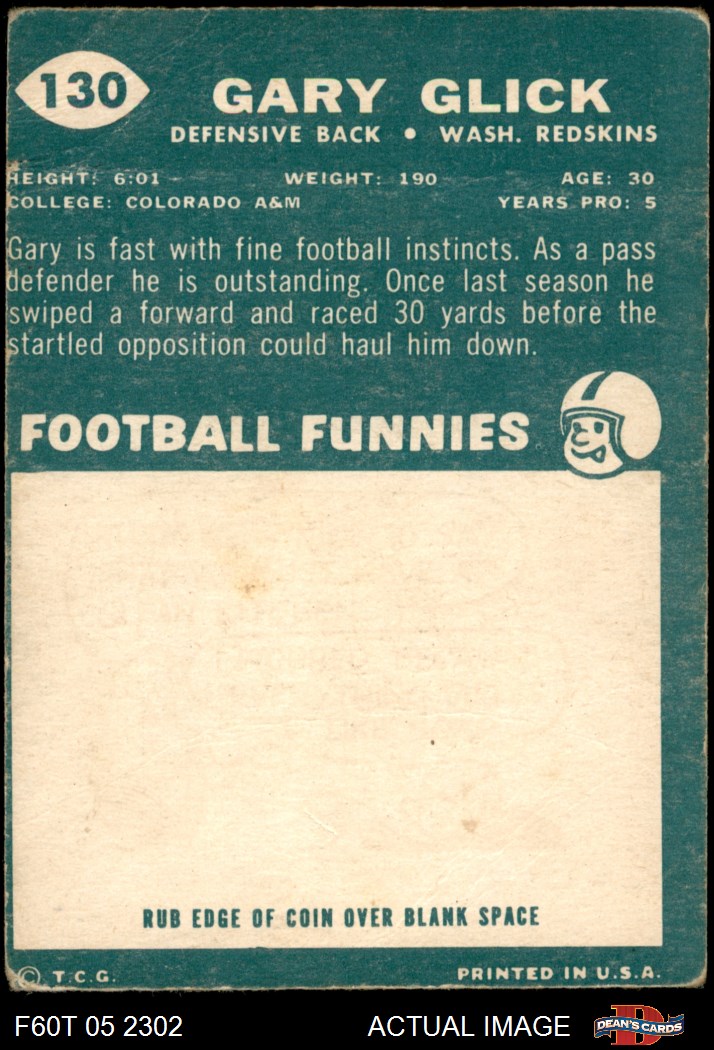 130
GARY GLICK
DEFENSIVE BACK • WASH. REDSKINS
HEIGHT: 6:01 WEIGHT: 190 AGE: 30
COLLEGE: COLORADO A&M YEARS PRO: 5
Gary is fast with fine football instincts. As a pass
defender he is outstanding. Once last season he
swiped a forward and raced 30 yards before the
startled opposition could haul him down.
FOOTBALL FUNNIES
RUB EDGE OF COIN OVER BLANK SPACE
© T.C.G. PRINTED IN U.S.A.
F60T 05 2302 ACTUAL IMAGE D DEAN'S CARDS